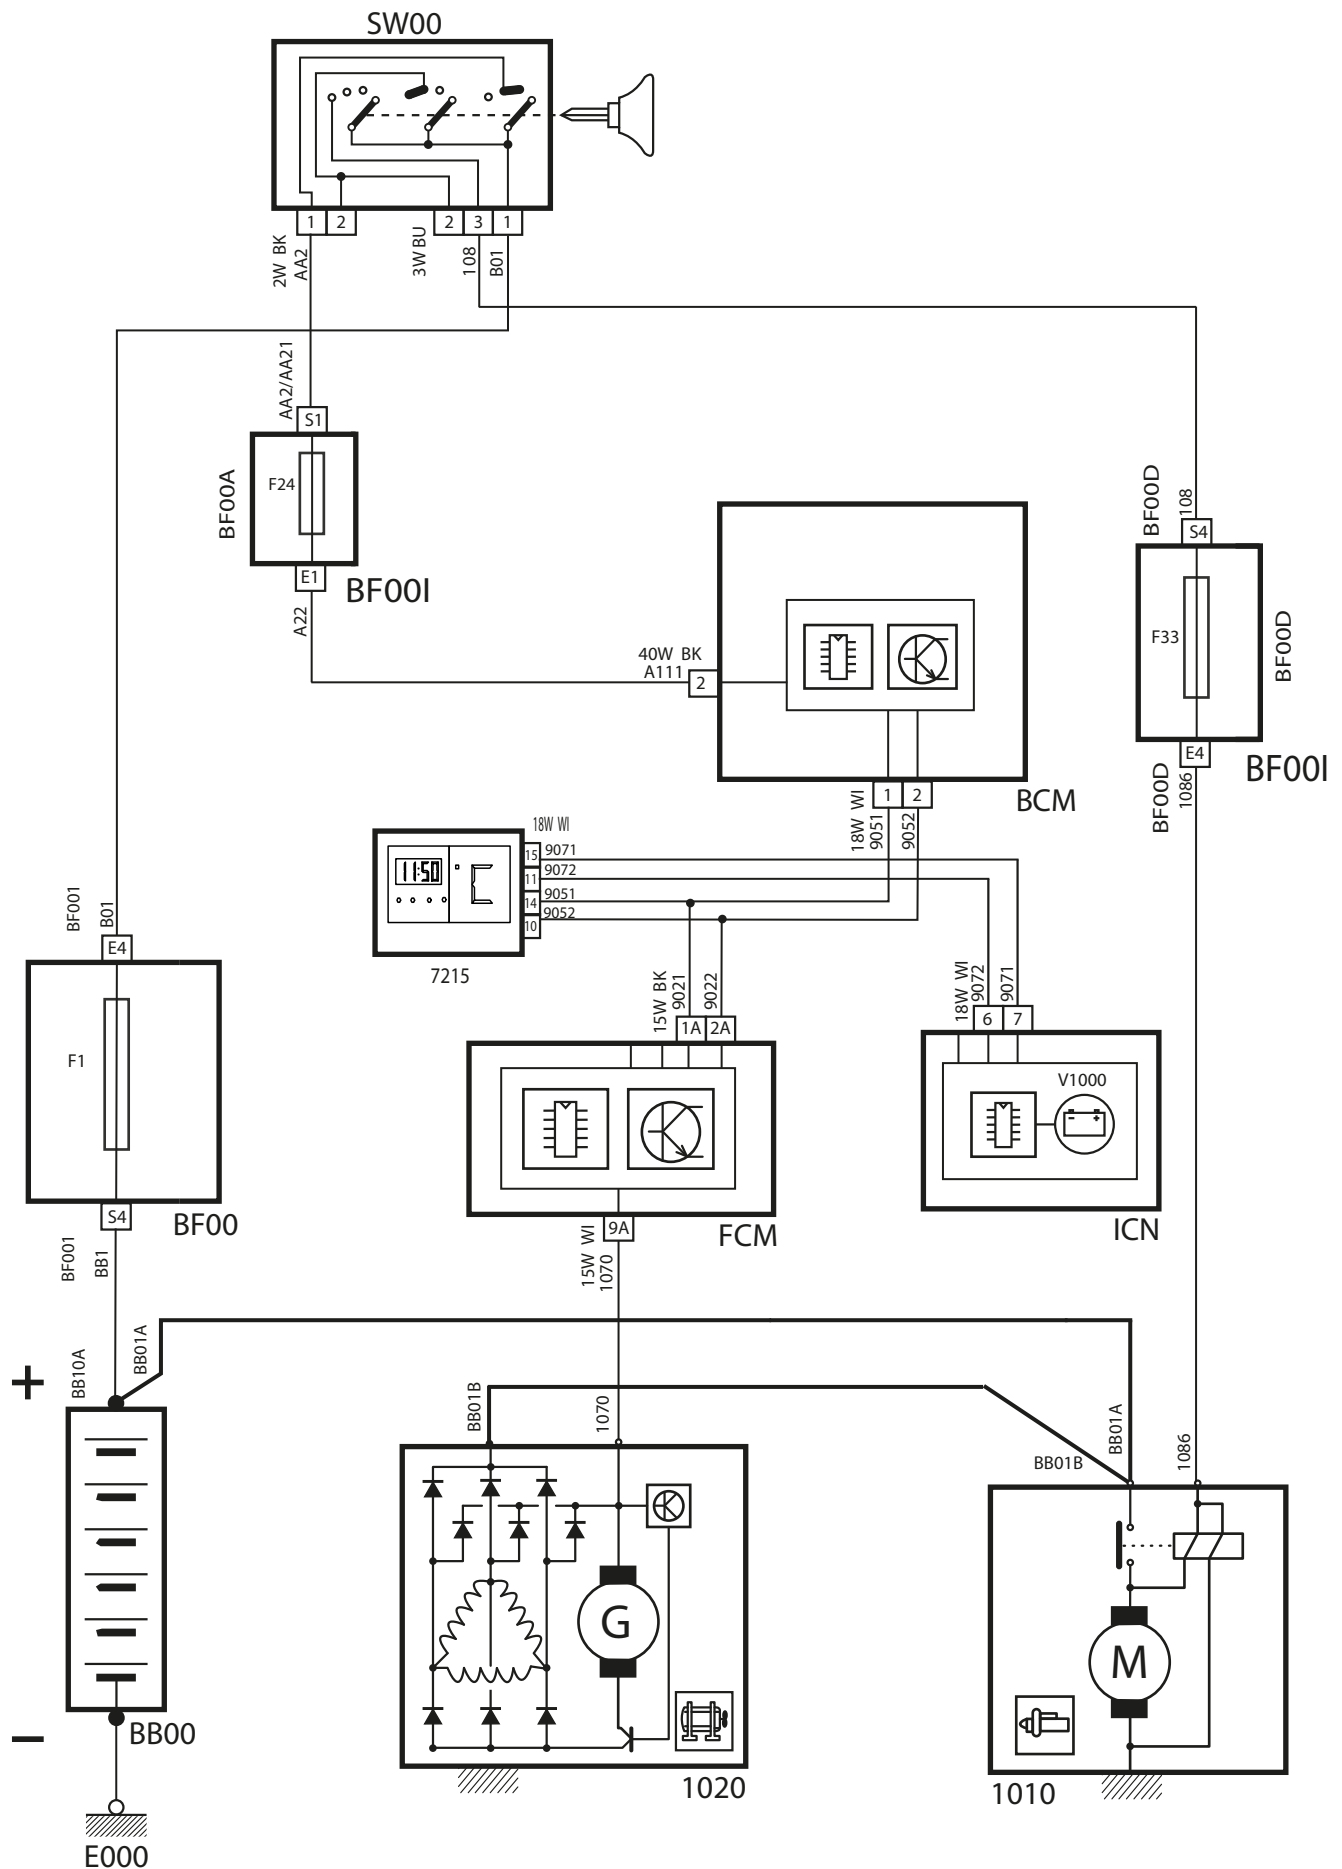 SW00
1
2
2
3
1
2W BK
AA2
3W BU
108
B01
AA2/AA21
S1
F24
BF00A
E1
BF00I
A22
BF00D
108
S4
F33
BF00D
E4
BF00I
BF00D
1086
40W BK
A111
2
BCM
1
2
18W WI
9051
9052
18W WI
11:50
15
9071
11
9072
14
9051
10
9052
7215
BF001
B01
E4
F1
S4
BF00
BF001
BB1
15W BK
9021
9022
1A
2A
FCM
9A
15W WI
1070
18W WI
9072
9071
6
7
V1000
-
+
ICN
+
BB10A
BB01A
BB01B
1070
BB01B
BB01A
1086
G
M
−
BB00
1020
1010
E000